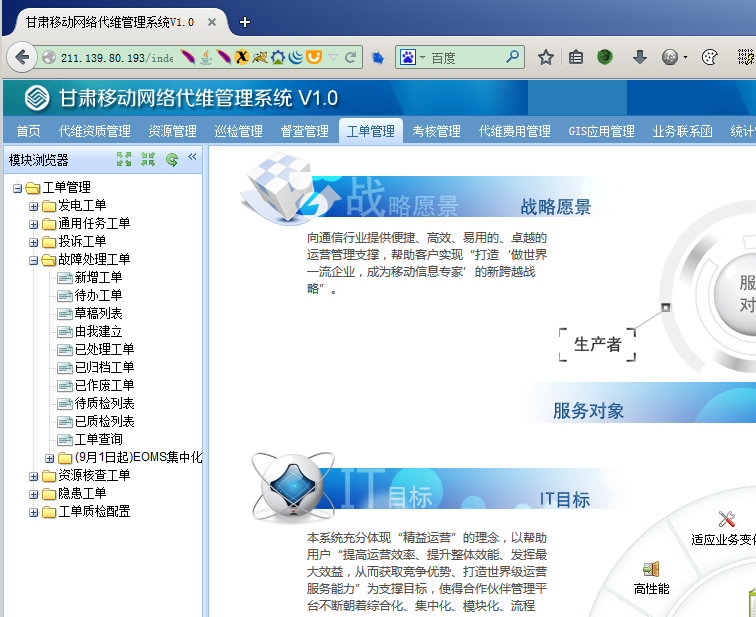 甘肃移动网络代维管理系统V1.0
211.139.80.193/inde
百度
甘肃移动网络代维管理系统 V1.0
首页 代维资质管理 资源管理 巡检管理 督查管理 工单管理 考核管理 代维费用管理 GIS应用管理 业务联系函 统计
模块浏览器
工单管理
发电工单
通用任务工单
投诉工单
故障处理工单
新增工单
待办工单
草稿列表
由我建立
已处理工单
已归档工单
已作废工单
待质检列表
已质检列表
工单查询
(9月1日起)EOMS集中化
资源核查工单
隐患工单
工单质检配置
战略愿景 战略愿景
向通信行业提供便捷、高效、易用的、卓越的
运营管理支撑，帮助客户实现“打造‘做世界
一流企业，成为移动信息专家’的新跨越战
略”。
服
对
生产者
服务对象
IT目标 IT目标
本系统充分体现“精益运营”的理念，以帮助
用户“提高运营效率、提升整体效能、发挥最
大效益，从而获取竞争优势、打造世界级运营
服务能力”为支撑目标，使得合作伙伴管理平
台不断朝着综合化、集中化、模块化、流程
适应业务变化
高性能